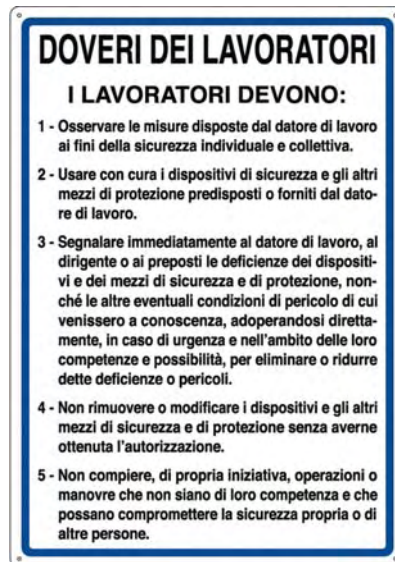 DOVERI DEI LAVORATORI
I LAVORATORI DEVONO:
1 - Osservare le misure disposte dal datore di lavoro
ai fini della sicurezza individuale e collettiva.
2 - Usare con cura i dispositivi di sicurezza e gli altri
mezzi di protezione predisposti o forniti dal dato-
re di lavoro.
3 - Segnalare immediatamente al datore di lavoro, al
dirigente o ai preposti le deficienze dei dispositi-
vi e dei mezzi di sicurezza e di protezione, non-
ché le altre eventuali condizioni di pericolo di cui
venissero a conoscenza, adoperandosi diretta-
mente, in caso di urgenza e nell'ambito delle loro
competenze e possibilità, per eliminare o ridurre
dette deficienze o pericoli.
4 - Non rimuovere o modificare i dispositivi e gli altri
mezzi di sicurezza e di protezione senza averne
ottenuta l'autorizzazione.
5 - Non compiere, di propria iniziativa, operazioni o
manovre che non siano di loro competenza e che
possano compromettere la sicurezza propria o di
altre persone.